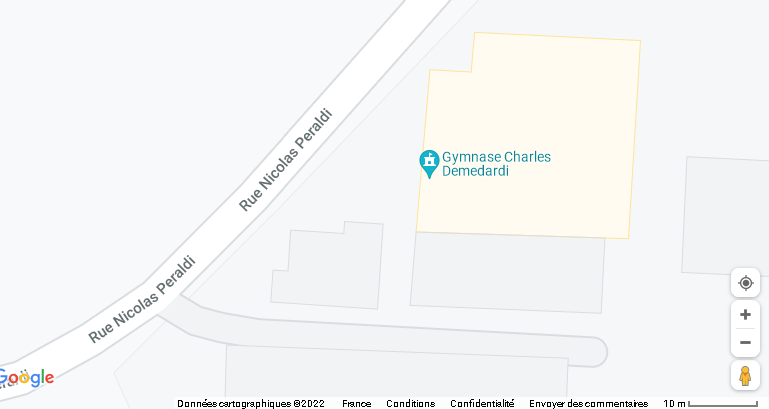 Rue Nicolas Peraldi
Gymnase Charles
Demedardi
Rue Nicolas Peraldi
Google
Données cartographiques ©2022 France Conditions Confidentialité Envoyer des commentaires 10 m